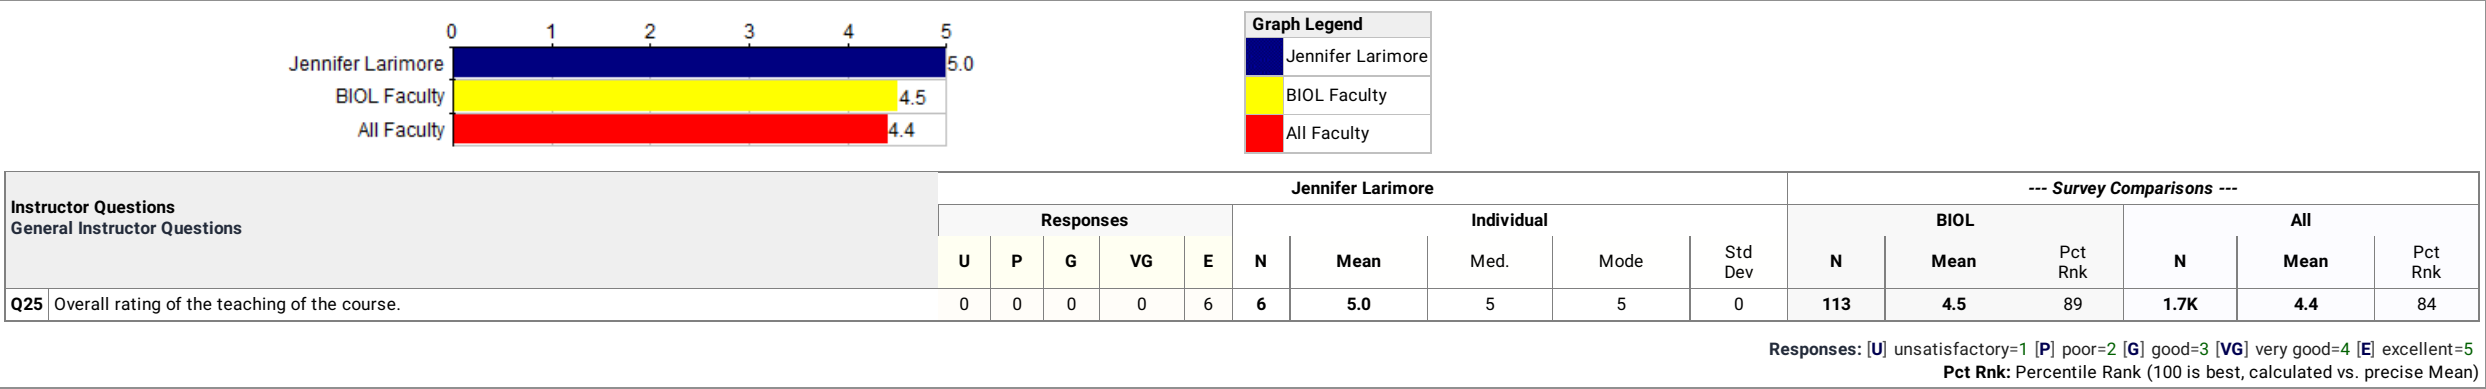 0 1 2 3 4 5
Jennifer Larimore 5.0
BIOL Faculty 4.5
All Faculty 4.4
Graph Legend
Jennifer Larimore
BIOL Faculty
All Faculty
Instructor Questions
General Instructor Questions
Jennifer Larimore --- Survey Comparisons ---
Responses Individual BIOL All
U P G VG E N Mean Med. Mode Std Dev N Mean Pct Rnk N Mean Pct Rnk
Q25 Overall rating of the teaching of the course. 0 0 0 0 6 6 5.0 5 5 0 113 4.5 89 1.7K 4.4 84
Responses: [U] unsatisfactory=1 [P] poor=2 [G] good=3 [VG] very good=4 [E] excellent=5
Pct Rnk: Percentile Rank (100 is best, calculated vs. precise Mean)